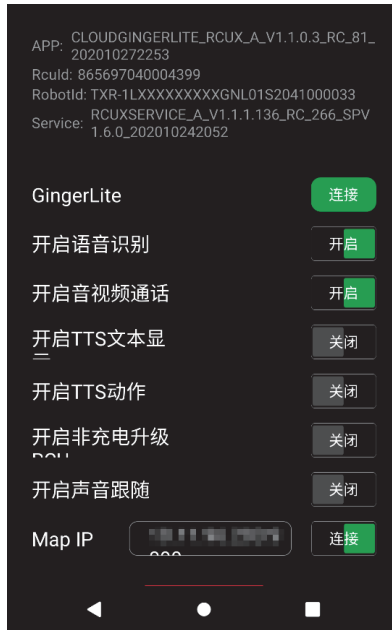 APP: CLOUDGINGERLITE_RCUX_A_V1.1.0.3_RC_81_
202010272253
RcuId: 865697040004399
RobotId: TXR-1LXXXXXXXXXGNL01S2041000033
Service: RCUXSERVICE_A_V1.1.1.136_RC_266_SPV
1.6.0_202010242052
GingerLite 连接
开启语音识别 开启
开启音视频通话 开启
开启TTS文本显 关闭
开启TTS动作 关闭
开启非充电升级 关闭
开启声音跟随 关闭
Map IP 连接